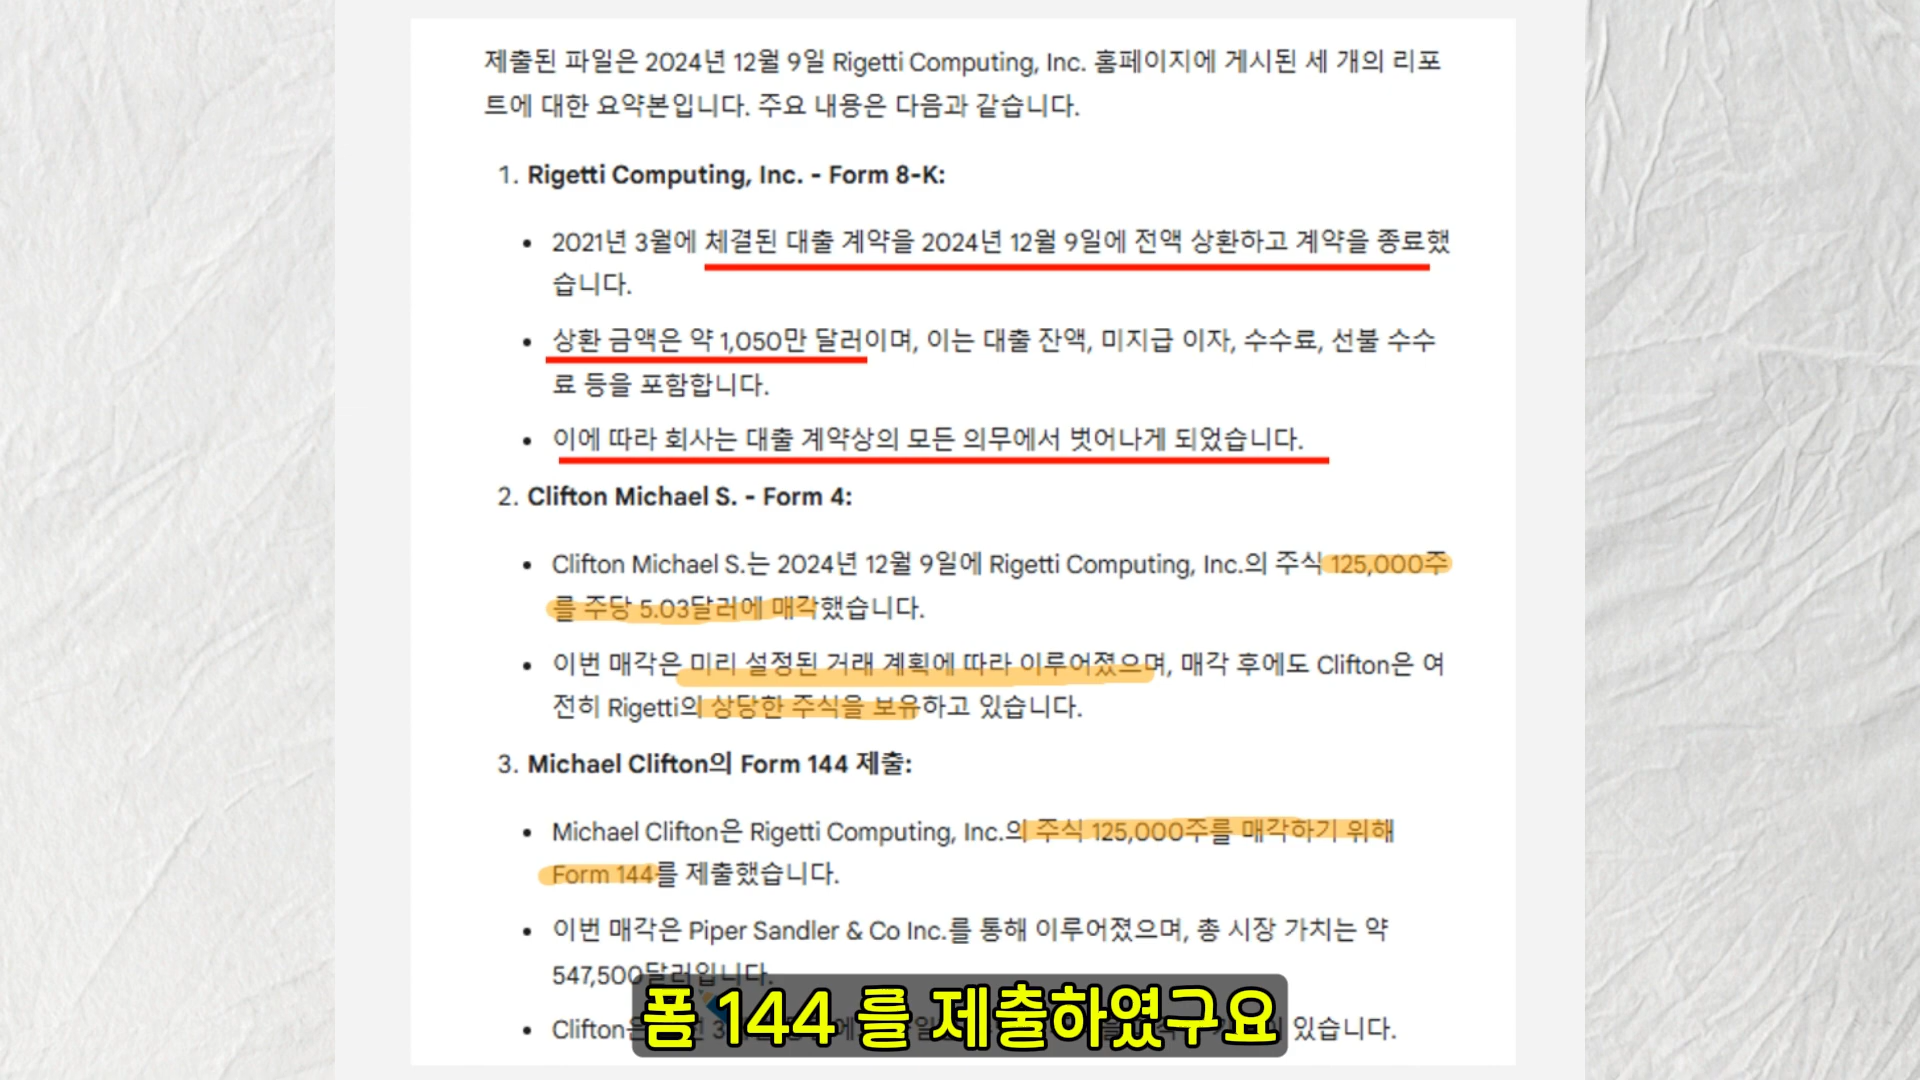 제출된 파일은 2024년 12월 9일 Rigetti Computing, Inc. 홈페이지에 게시된 세 개의 리포
트에 대한 요약본입니다. 주요 내용은 다음과 같습니다.
1. Rigetti Computing, Inc. - Form 8-K:
• 2021년 3월에 체결된 대출 계약을 2024년 12월 9일에 전액 상환하고 계약을 종료했
습니다.
• 상환 금액은 약 1,050만 달러이며, 이는 대출 잔액, 미지급 이자, 수수료, 선불 수수
료 등을 포함합니다.
• 이에 따라 회사는 대출 계약상의 모든 의무에서 벗어나게 되었습니다.
2. Clifton Michael S. - Form 4:
• Clifton Michael S.는 2024년 12월 9일에 Rigetti Computing, Inc.의 주식 125,000주
를 주당 5.03달러에 매각했습니다.
• 이번 매각은 미리 설정된 거래 계획에 따라 이루어졌으며, 매각 후에도 Clifton은 여
전히 Rigetti의 상당한 주식을 보유하고 있습니다.
3. Michael Clifton의 Form 144 제출:
• Michael Clifton은 Rigetti Computing, Inc.의 주식 125,000주를 매각하기 위해
Form 144를 제출했습니다.
• 이번 매각은 Piper Sandler & Co Inc.를 통해 이루어졌으며, 총 시장 가치는 약
547,500달러입니다.
• Clifton은 있습니다.
폼 144 를 제출하였구요